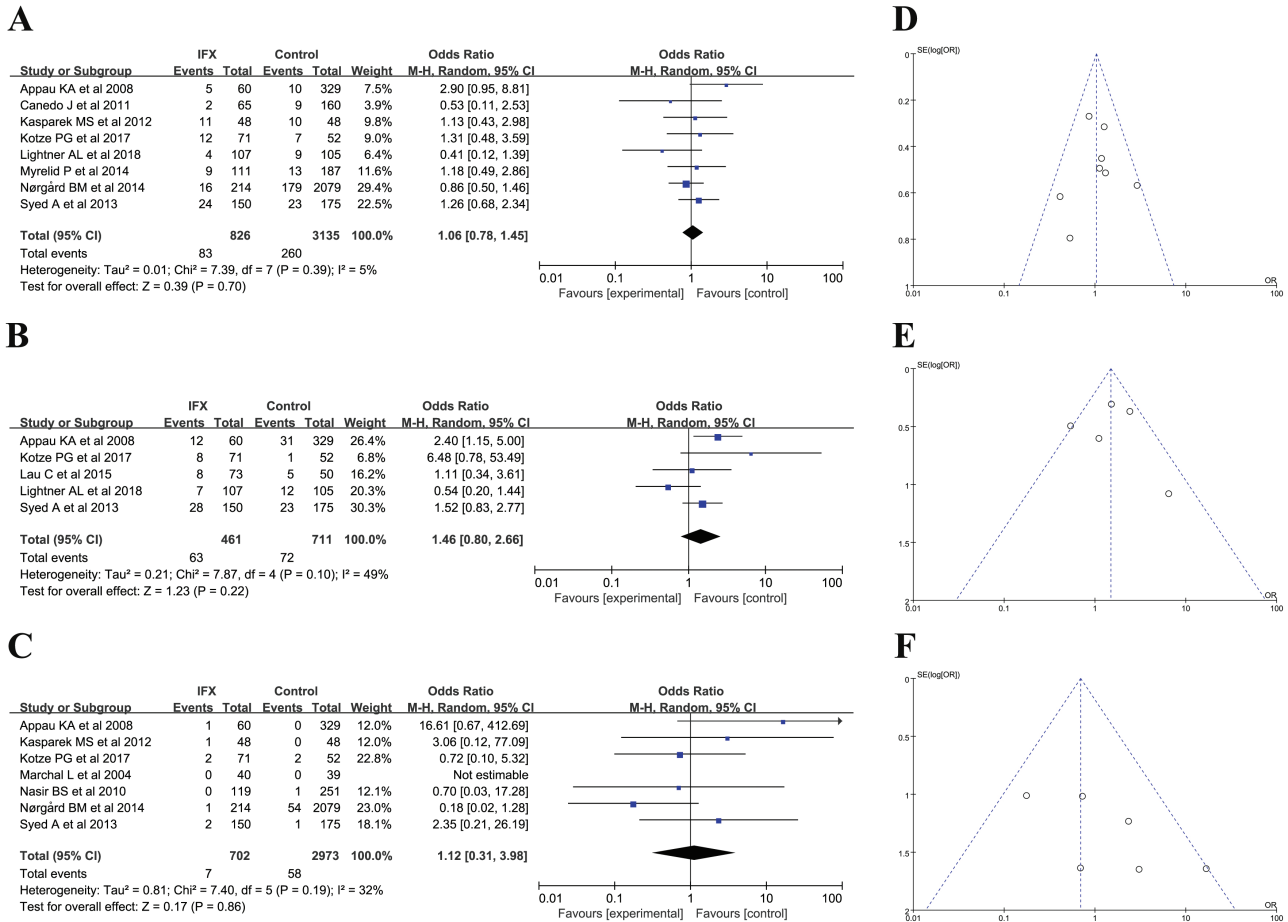 A
IFX Control Odds Ratio Odds Ratio
Study or Subgroup Events Total Events Total Weight M-H, Random, 95% CI M-H, Random, 95% CI
Appau KA et al 2008 5 60 10 329 7.5% 2.90 [0.95, 8.81]
Canedo J et al 2011 2 65 9 160 3.9% 0.53 [0.11, 2.53]
Kasparek MS et al 2012 11 48 10 48 9.8% 1.13 [0.43, 2.98]
Kotze PG et al 2017 12 71 7 52 9.0% 1.31 [0.48, 3.59]
Lightner AL et al 2018 4 107 9 105 6.4% 0.41 [0.12, 1.39]
Myrelid P et al 2014 9 111 13 187 11.6% 1.18 [0.49, 2.86]
Nørgård BM et al 2014 16 214 179 2079 29.4% 0.86 [0.50, 1.46]
Syed A et al 2013 24 150 23 175 22.5% 1.26 [0.68, 2.34]
Total (95% CI) 826 3135 100.0% 1.06 [0.78, 1.45]
Total events 83 260
Heterogeneity: Tau² = 0.01; Chi² = 7.39, df = 7 (P = 0.39); I² = 5%
Test for overall effect: Z = 0.39 (P = 0.70)
0.01 0.1 1 10 100
Favours [experimental] Favours [control]
D
SE(log[OR])
0
0.2
0.4
0.6
0.8
1
0.01 0.1 1 10 100
OR
B
IFX Control Odds Ratio Odds Ratio
Study or Subgroup Events Total Events Total Weight M-H, Random, 95% CI M-H, Random, 95% CI
Appau KA et al 2008 12 60 31 329 26.4% 2.40 [1.15, 5.00]
Kotze PG et al 2017 8 71 1 52 6.8% 6.48 [0.78, 53.49]
Lau C et al 2015 8 73 5 50 16.2% 1.11 [0.34, 3.61]
Lightner AL et al 2018 7 107 12 105 20.3% 0.54 [0.20, 1.44]
Syed A et al 2013 28 150 23 175 30.3% 1.52 [0.83, 2.77]
Total (95% CI) 461 711 100.0% 1.46 [0.80, 2.66]
Total events 63 72
Heterogeneity: Tau² = 0.21; Chi² = 7.87, df = 4 (P = 0.10); I² = 49%
Test for overall effect: Z = 1.23 (P = 0.22)
0.01 0.1 1 10 100
Favours [experimental] Favours [control]
E
SE(log[OR])
0
0.5
1
1.5
2
0.01 0.1 1 10 100
OR
C
IFX Control Odds Ratio Odds Ratio
Study or Subgroup Events Total Events Total Weight M-H, Random, 95% CI M-H, Random, 95% CI
Appau KA et al 2008 1 60 0 329 12.0% 16.61 [0.67, 412.69]
Kasparek MS et al 2012 1 48 0 48 12.0% 3.06 [0.12, 77.09]
Kotze PG et al 2017 2 71 2 52 22.8% 0.72 [0.10, 5.32]
Marchal L et al 2004 0 40 0 39 Not estimable
Nasir BS et al 2010 0 119 1 251 12.1% 0.70 [0.03, 17.28]
Nørgård BM et al 2014 1 214 54 2079 23.0% 0.18 [0.02, 1.28]
Syed A et al 2013 2 150 1 175 18.1% 2.35 [0.21, 26.19]
Total (95% CI) 702 2973 100.0% 1.12 [0.31, 3.98]
Total events 7 58
Heterogeneity: Tau² = 0.81; Chi² = 7.40, df = 5 (P = 0.19); I² = 32%
Test for overall effect: Z = 0.17 (P = 0.86)
0.01 0.1 1 10 100
Favours [experimental] Favours [control]
F
SE(log[OR])
0
0.5
1
1.5
2
0.01 0.1 1 10 100
OR